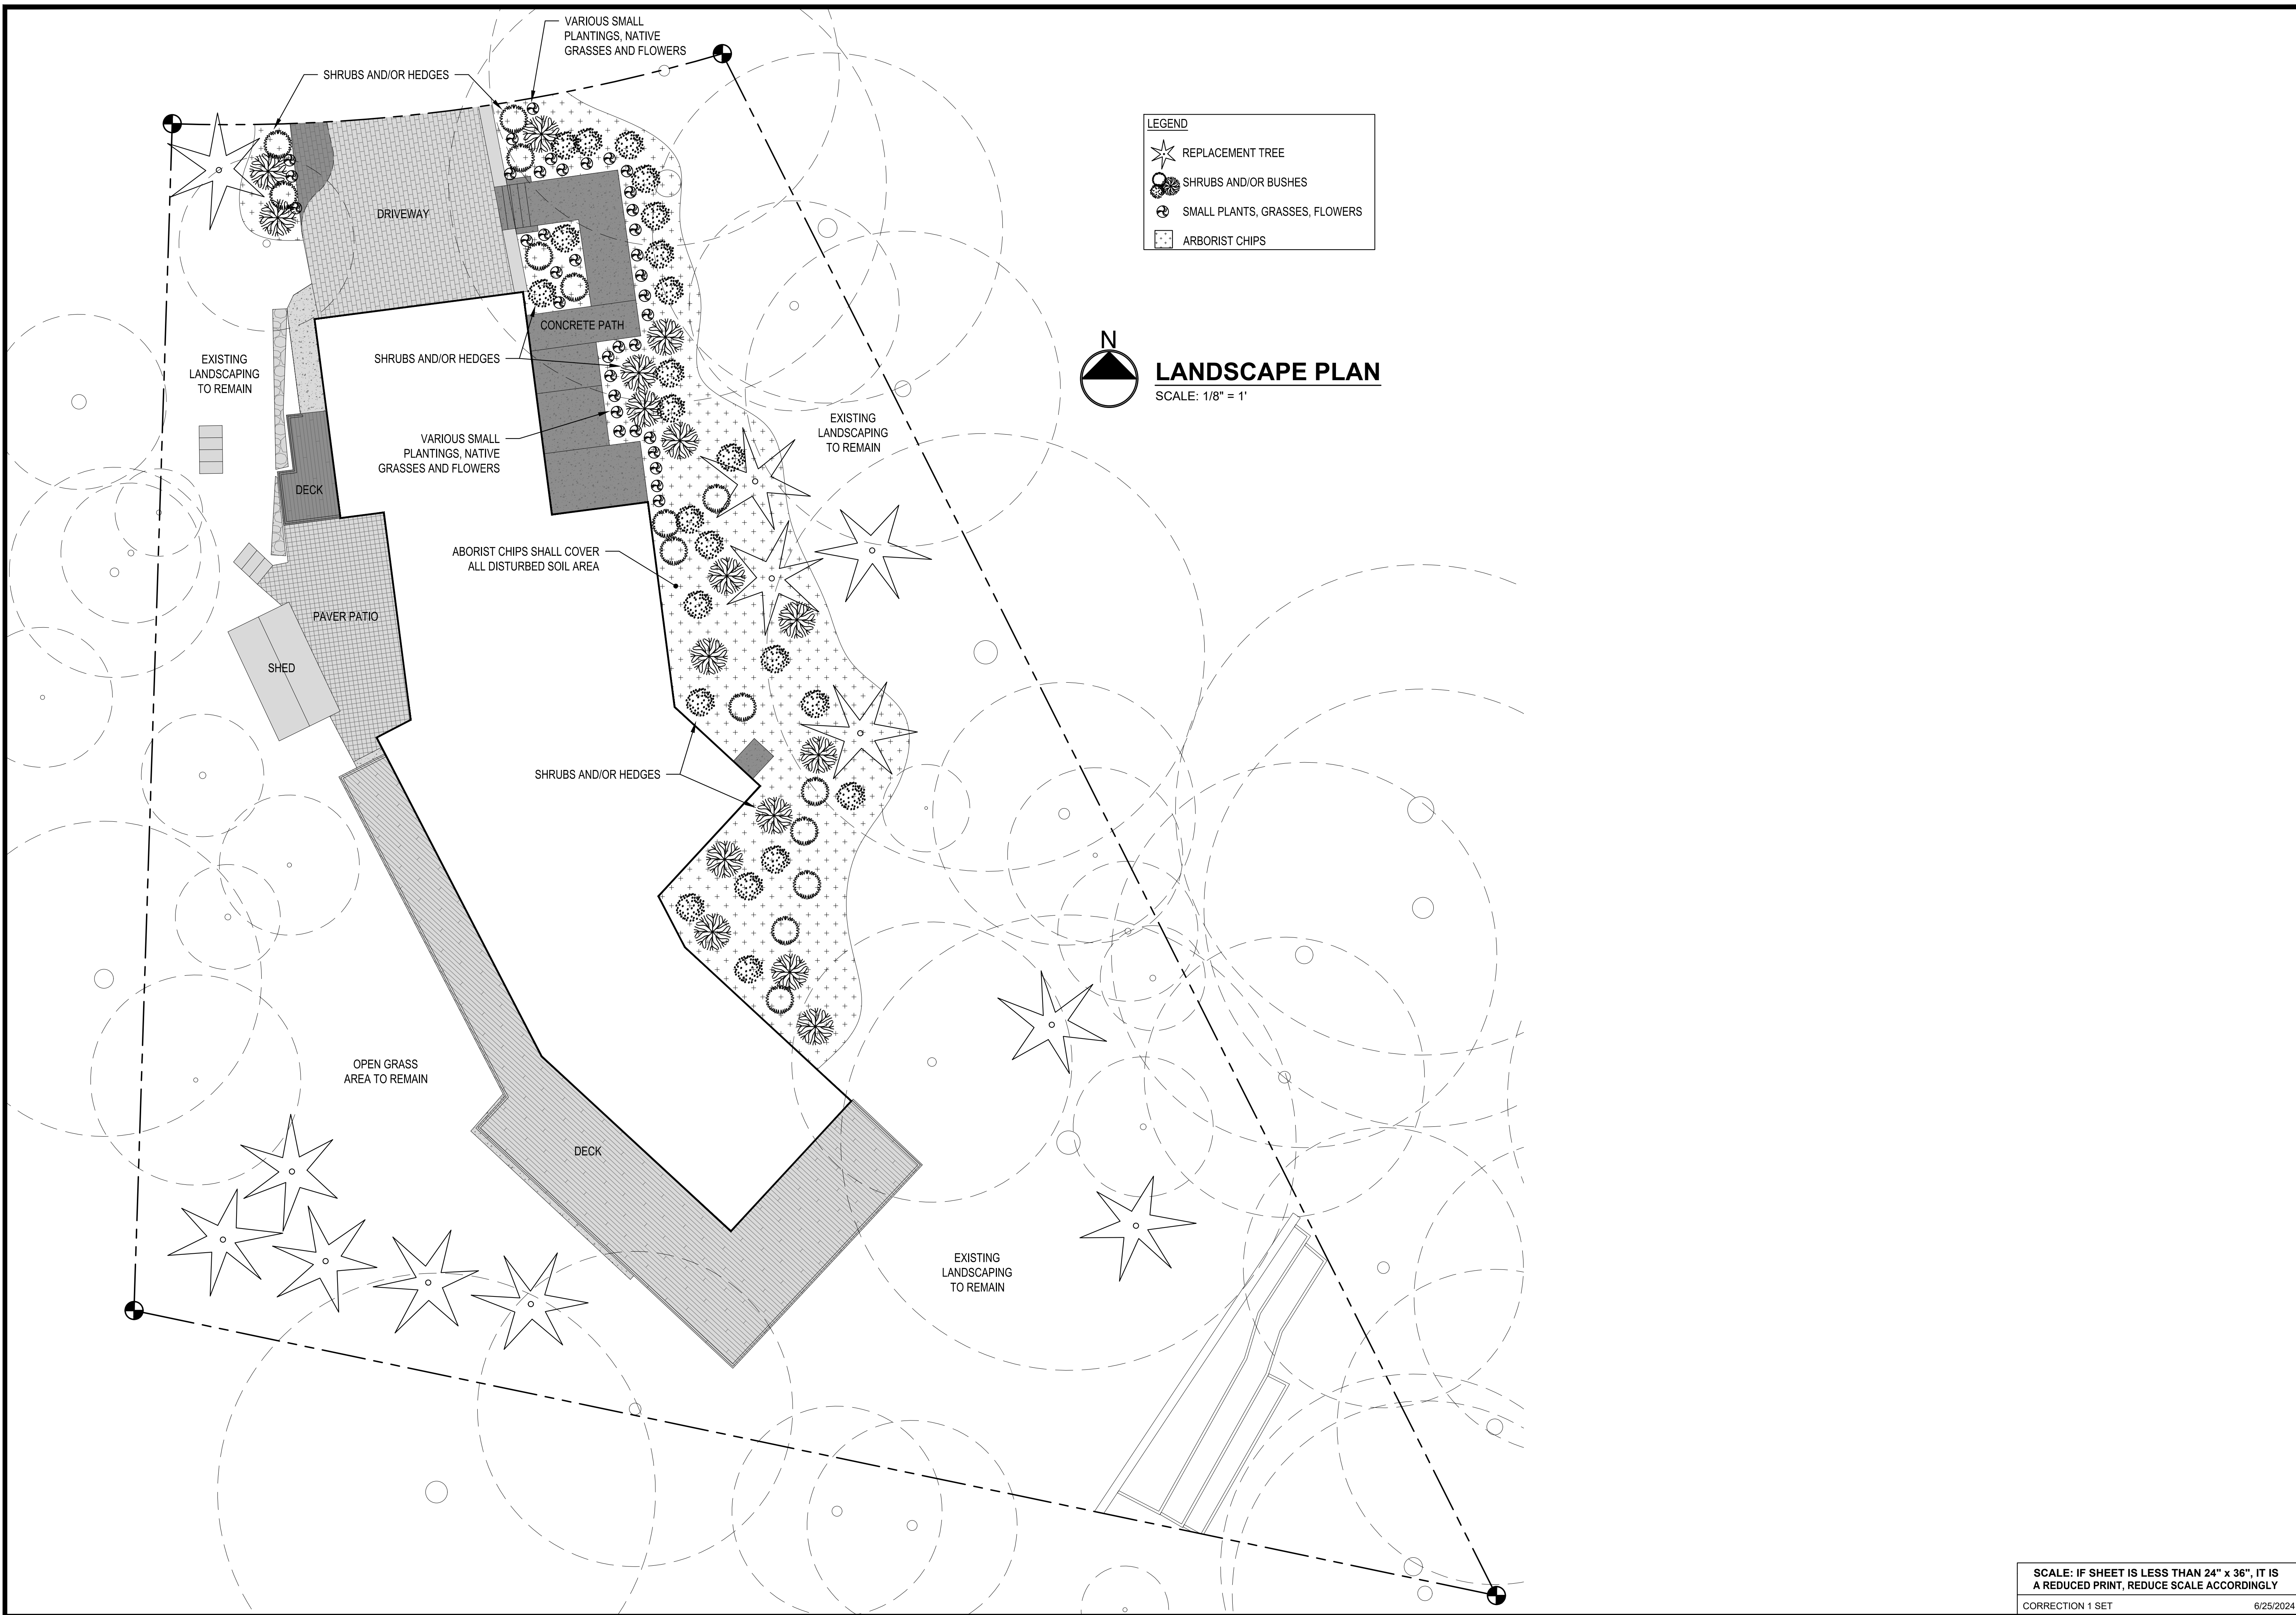 VARIOUS SMALL
PLANTINGS, NATIVE
GRASSES AND FLOWERS
SHRUBS AND/OR HEDGES
LEGEND
REPLACEMENT TREE
SHRUBS AND/OR BUSHES
SMALL PLANTS, GRASSES, FLOWERS
ARBORIST CHIPS
DRIVEWAY
CONCRETE PATH
N
LANDSCAPE PLAN
SCALE: 1/8" = 1'
EXISTING
LANDSCAPING
TO REMAIN
SHRUBS AND/OR HEDGES
EXISTING
LANDSCAPING
TO REMAIN
VARIOUS SMALL
PLANTINGS, NATIVE
GRASSES AND FLOWERS
DECK
ABORIST CHIPS SHALL COVER
ALL DISTURBED SOIL AREA
PAVER PATIO
SHED
SHRUBS AND/OR HEDGES
OPEN GRASS
AREA TO REMAIN
DECK
EXISTING
LANDSCAPING
TO REMAIN
SCALE: IF SHEET IS LESS THAN 24" x 36", IT IS
A REDUCED PRINT, REDUCE SCALE ACCORDINGLY
CORRECTION 1 SET 6/25/2024